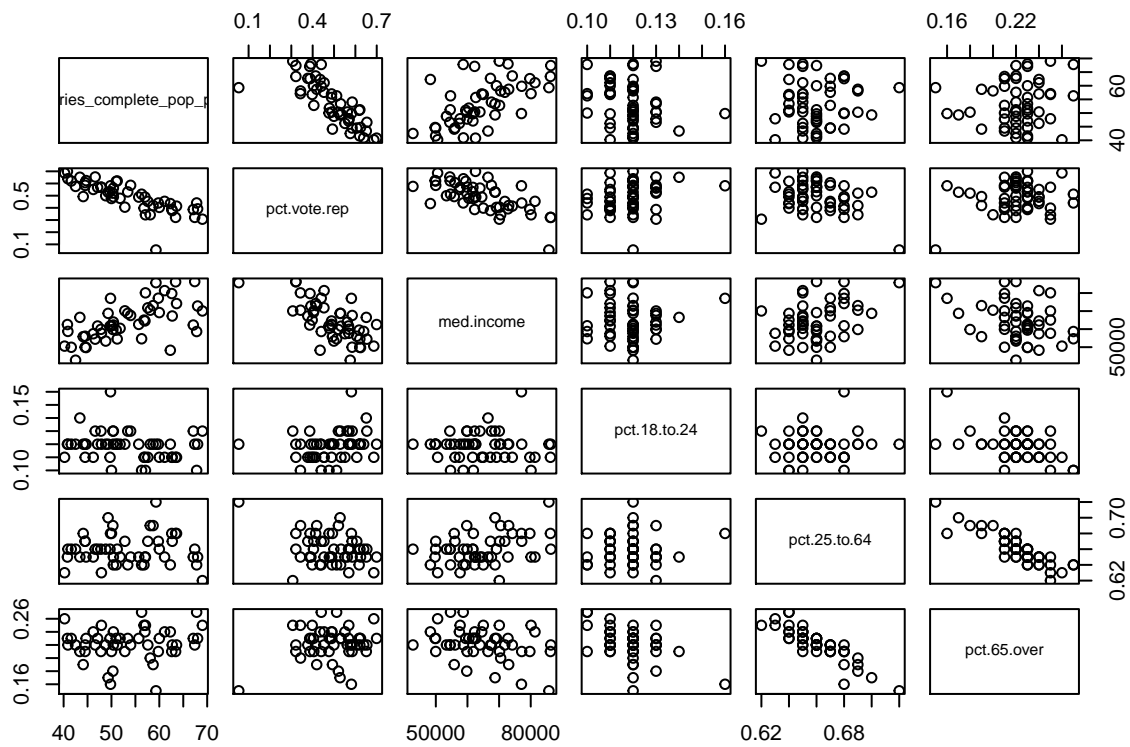 0.1 0.4 0.7 0.10 0.13 0.16 0.16 0.22
ries_complete_pop_p
40 60
0.1 0.5
pct.vote.rep
med.income
50000
0.10 0.15
pct.18.to.24
pct.25.to.64
0.62 0.70
0.16 0.26
pct.65.over
40 50 60 70 50000 80000 0.62 0.68